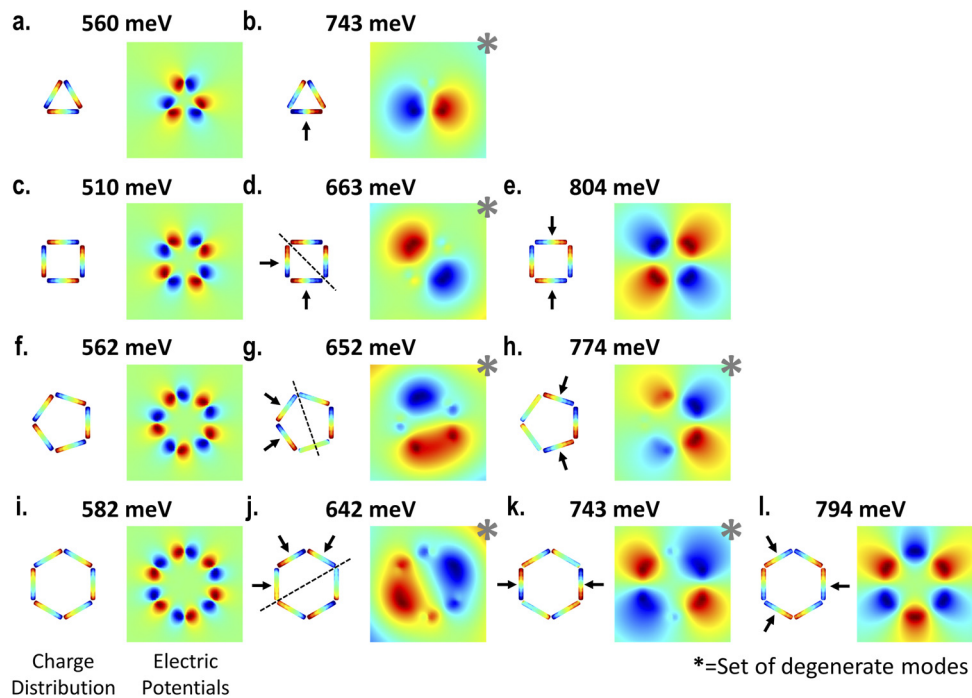 a. 560 meV b. 743 meV
*
c. 510 meV d. 663 meV e. 804 meV
*
f. 562 meV g. 652 meV h. 774 meV
* *
i. 582 meV j. 642 meV k. 743 meV l. 794 meV
* *
Charge Distribution
Electric Potentials
*=Set of degenerate modes